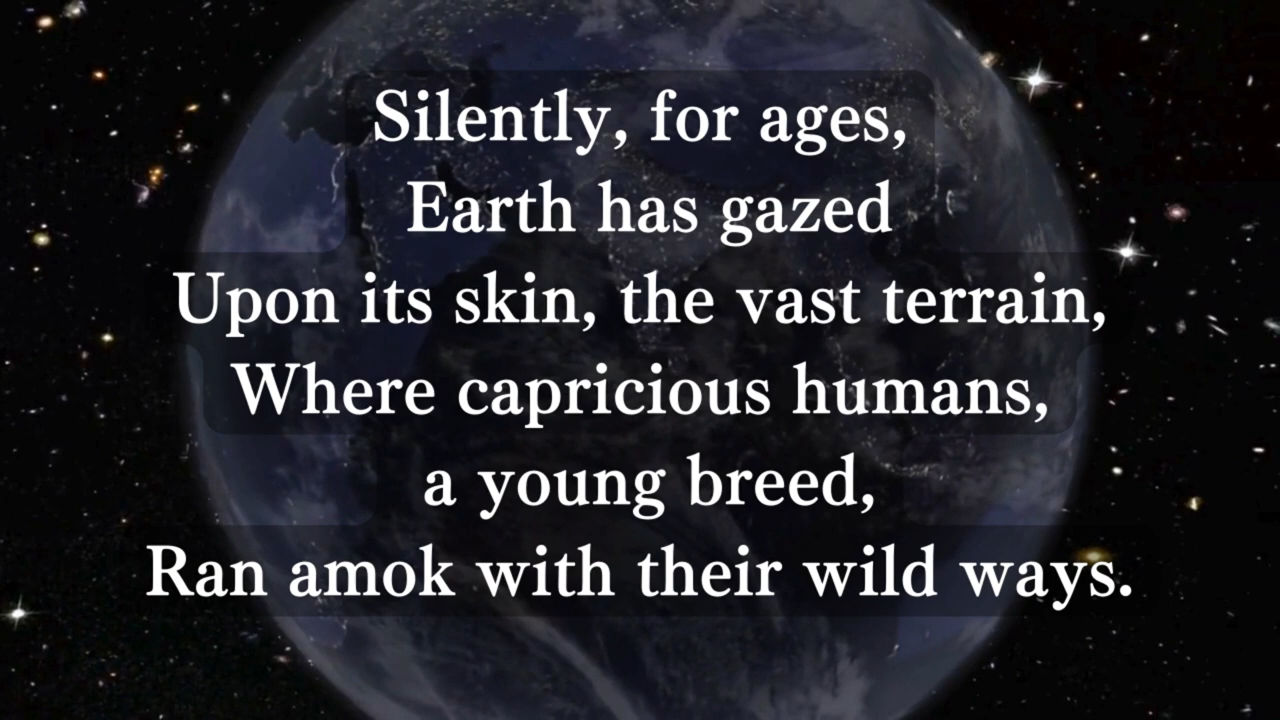 Silently, for ages,
Earth has gazed
Upon its skin, the vast terrain,
Where capricious humans,
a young breed,
Ran amok with their wild ways.